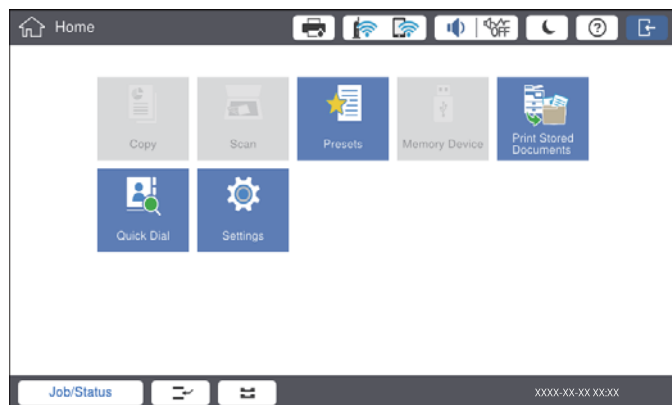 Home
OFF
?
Copy
Scan
Presets
Memory Device
Print Stored
Documents
Quick Dial
Settings
Job/Status
XXXX-XX-XX XX:XX